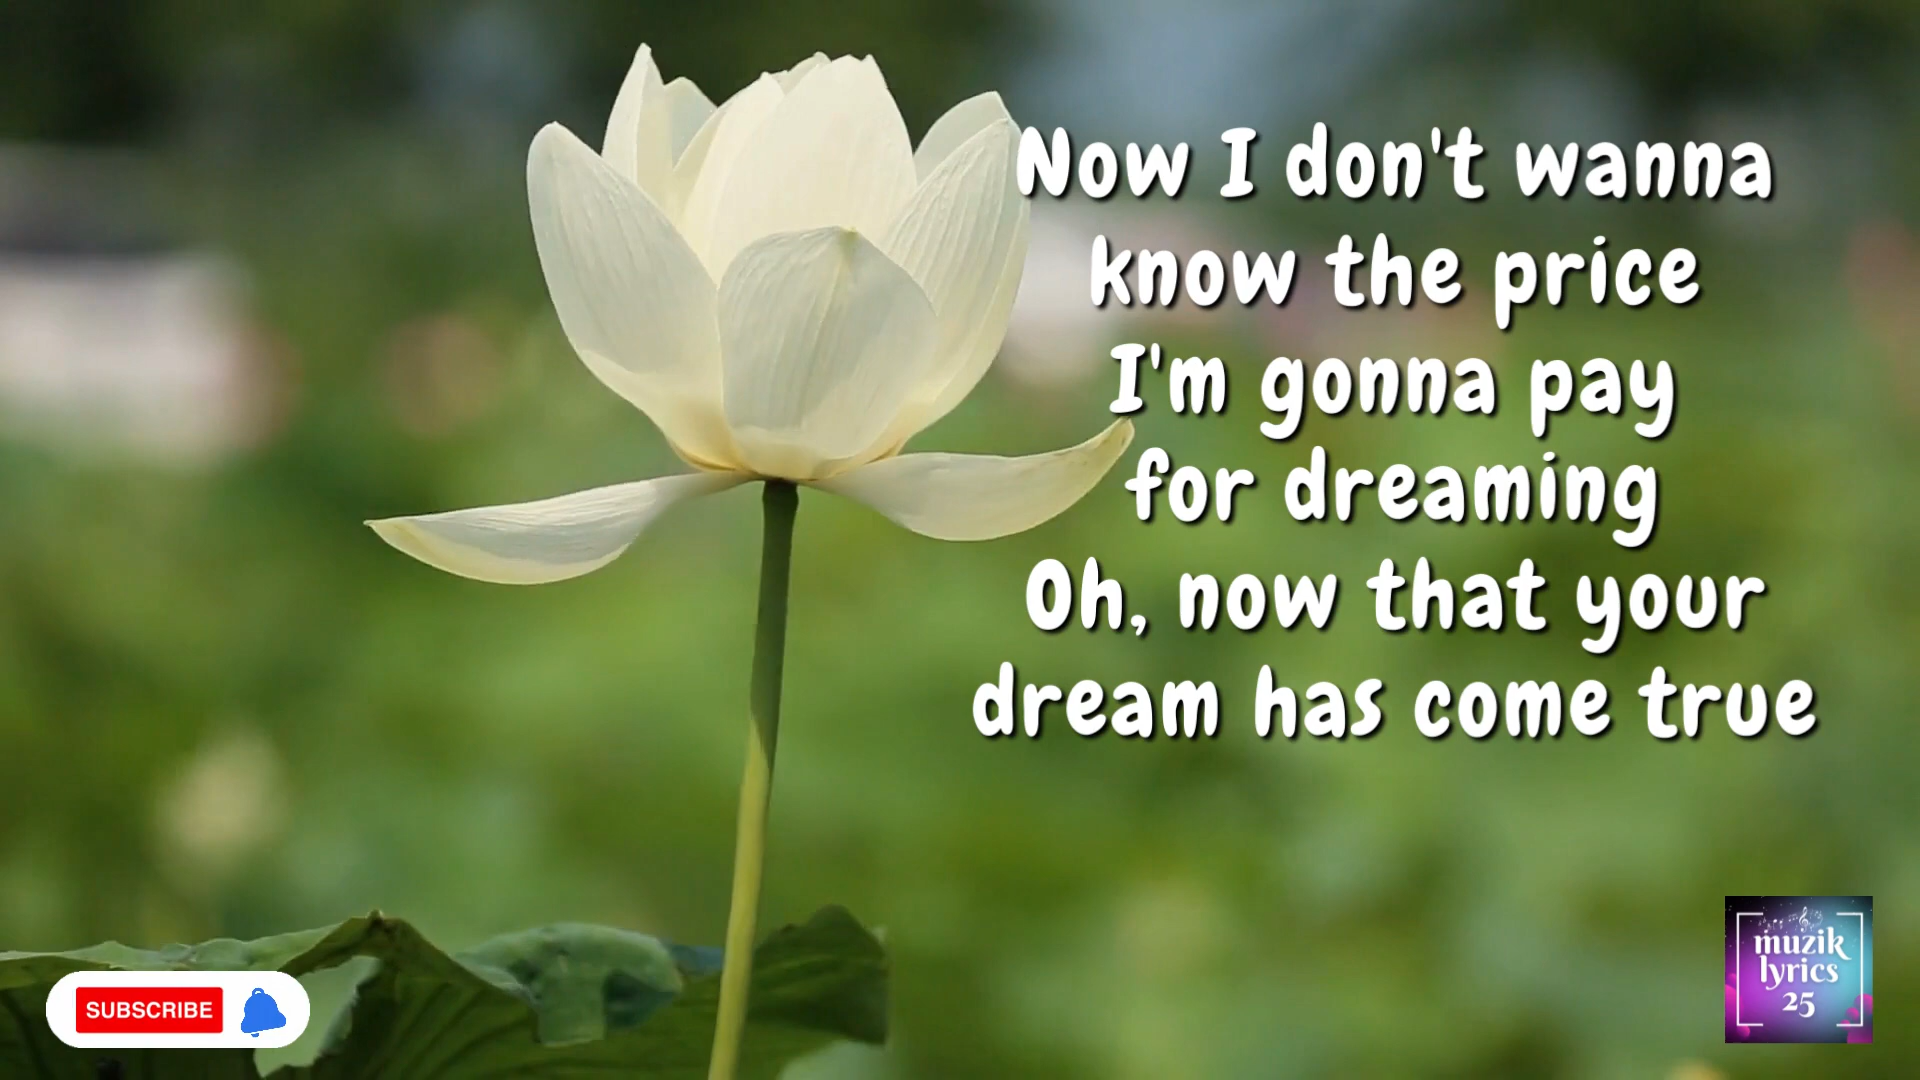 Now I don't wanna
know the price
I'm gonna pay
for dreaming
Oh, now that your
dream has come true
SUBSCRIBE
muzik
lyrics
25